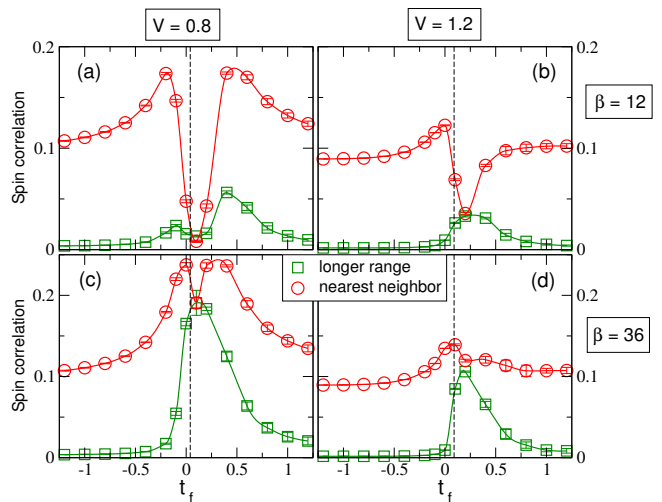 V = 0.8
V = 1.2
0.2
(a)
(b)
0.2
β = 12
Spin correlation
0.1
0.1
0
0
(c)
longer range
nearest neighbor
(d)
0.2
0.2
β = 36
Spin correlation
0.1
0.1
0
0
-1 -0.5 0 0.5 1
-1 -0.5 0 0.5 1
t_f
t_f